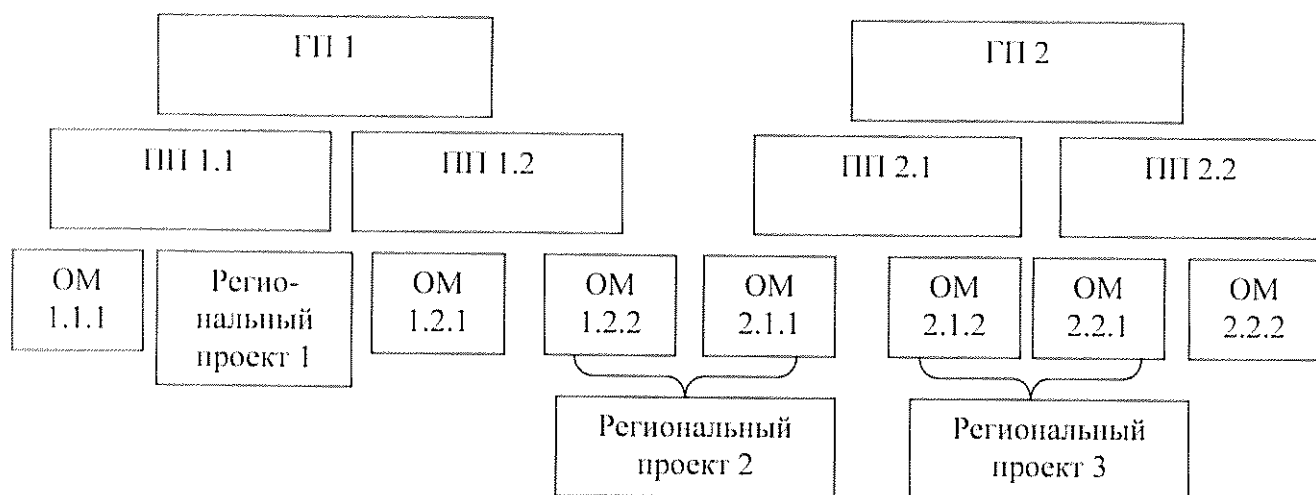 ГП 1
ГП 2
ПП 1.1
ПП 1.2
ПП 2.1
ПП 2.2
ОМ
1.1.1
Регио-
нальный
проект 1
ОМ
1.2.1
ОМ
1.2.2
ОМ
2.1.1
ОМ
2.1.2
ОМ
2.2.1
ОМ
2.2.2
Региональный
проект 2
Региональный
проект 3